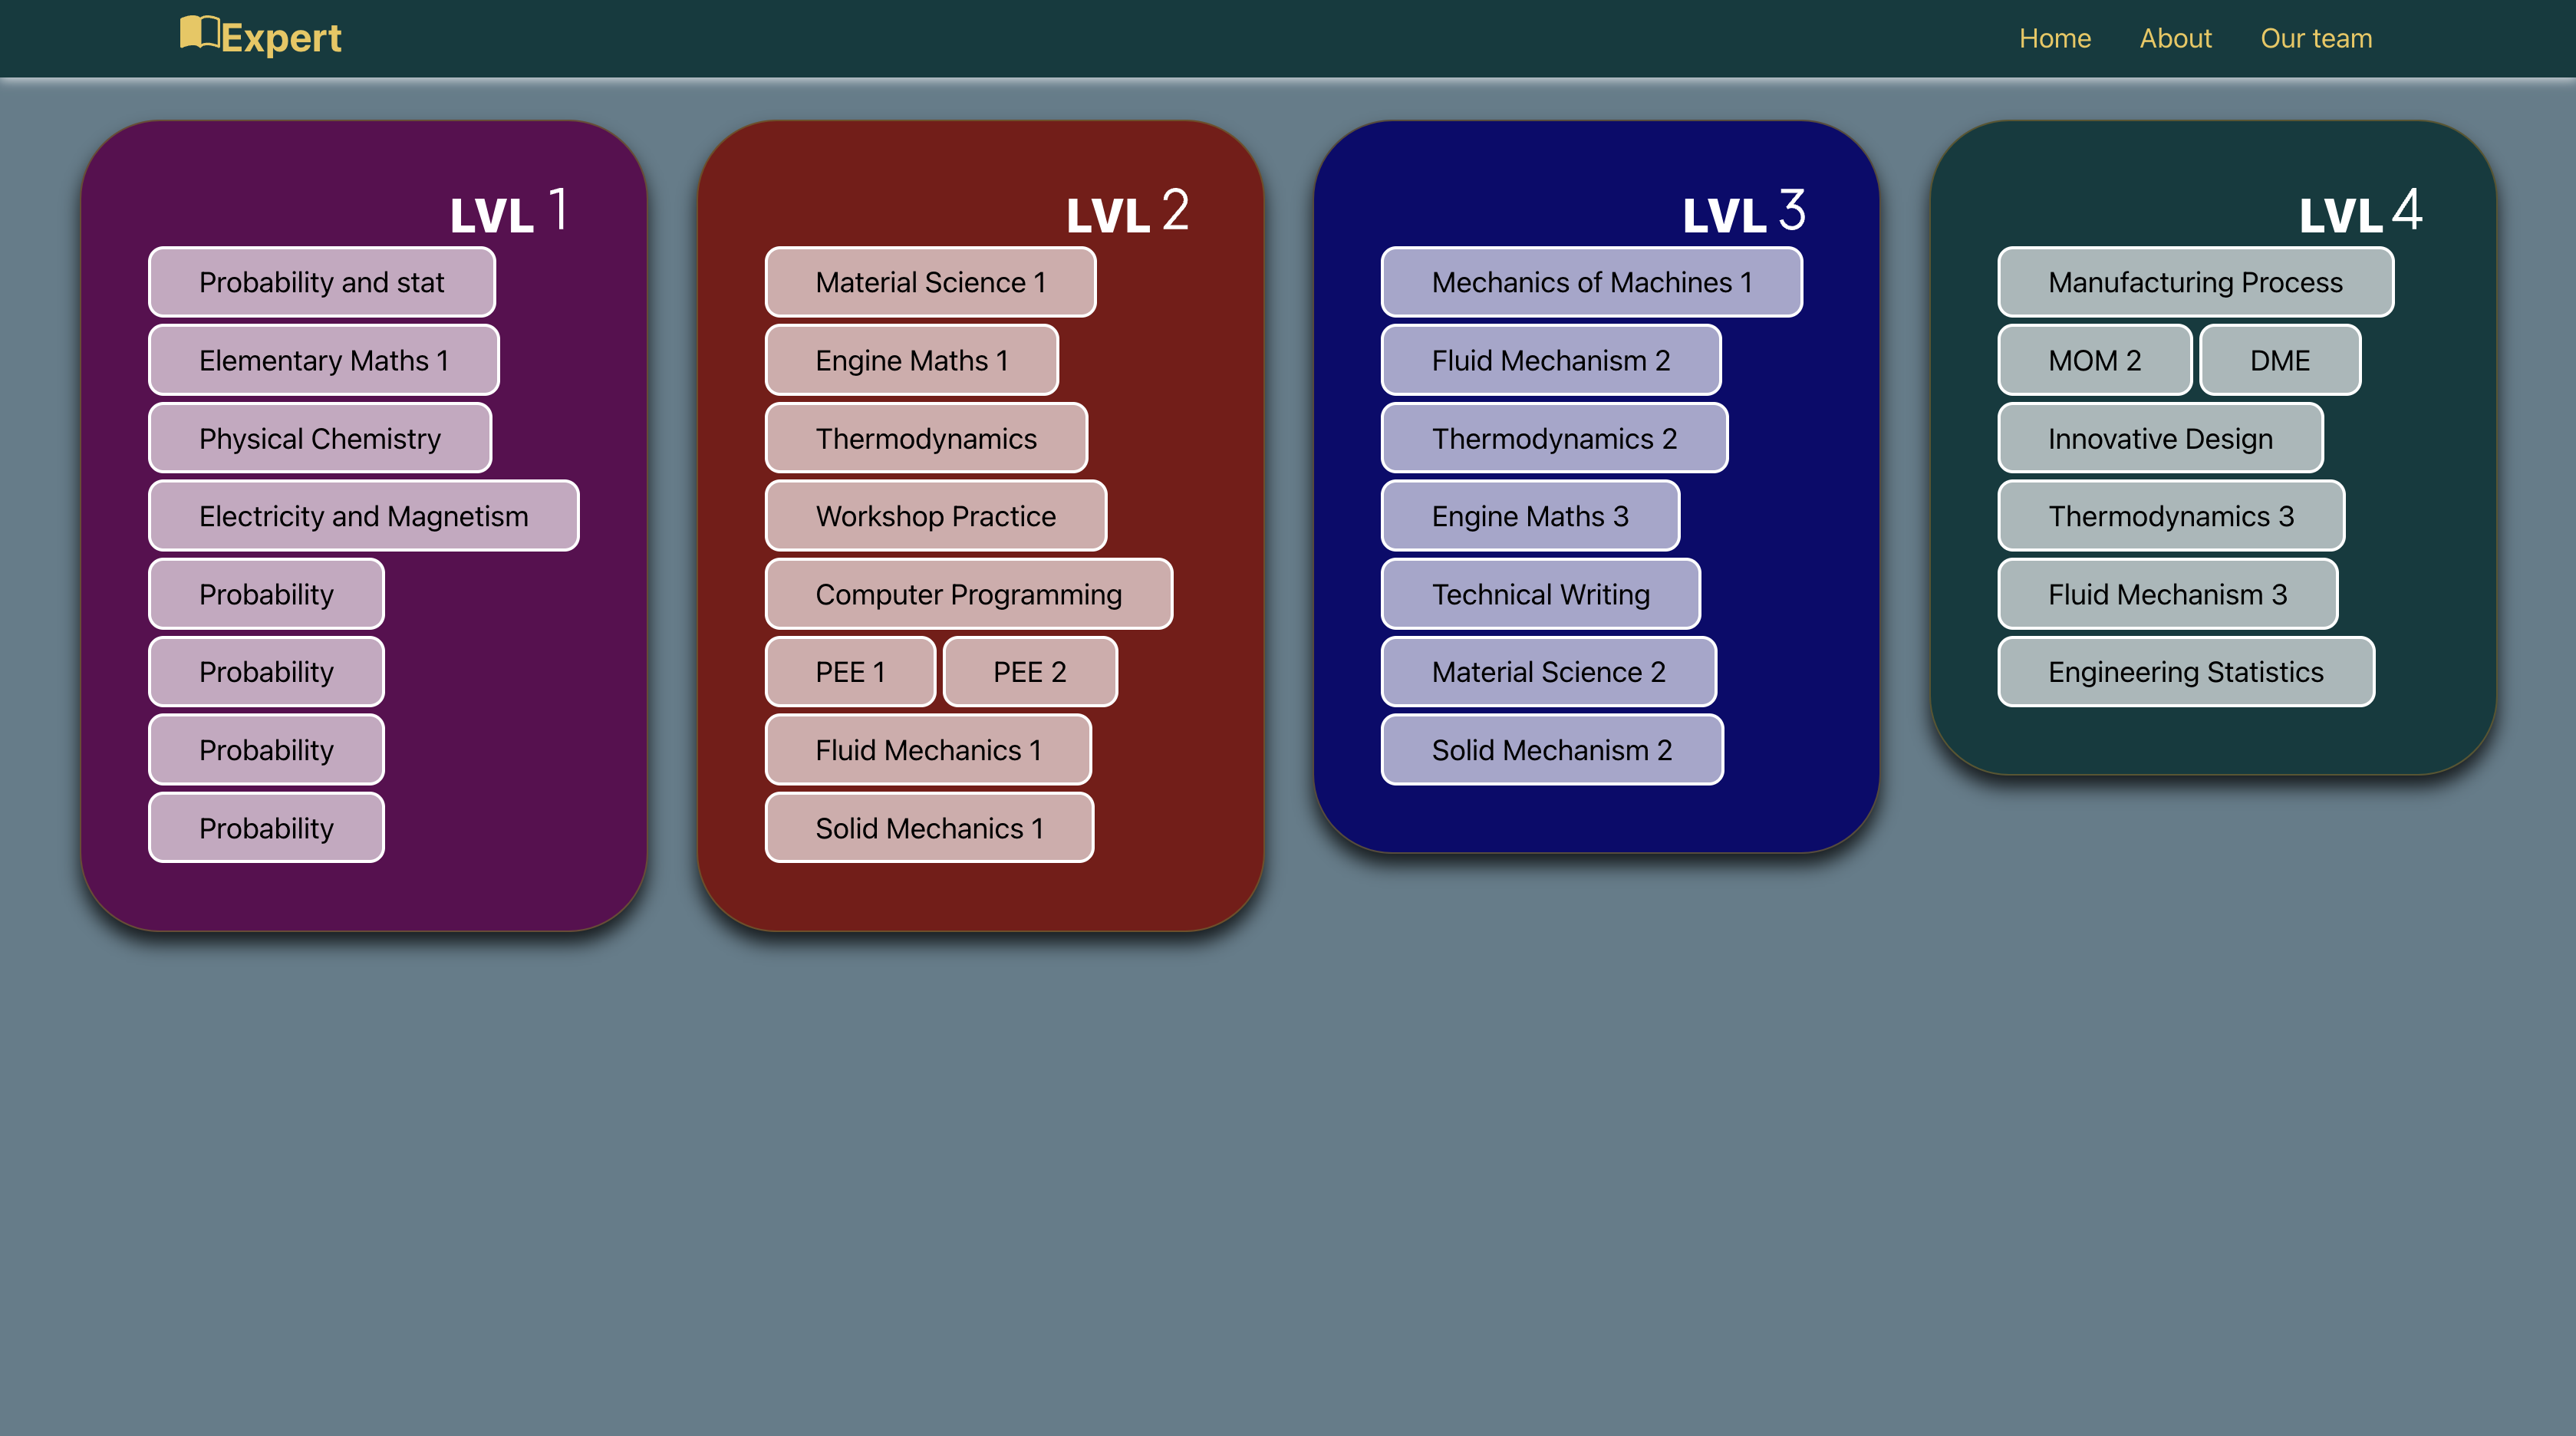 Expert
Home About Our team
LVL 1
Probability and stat
Elementary Maths 1
Physical Chemistry
Electricity and Magnetism
Probability
Probability
Probability
Probability
LVL 2
Material Science 1
Engine Maths 1
Thermodynamics
Workshop Practice
Computer Programming
PEE 1 PEE 2
Fluid Mechanics 1
Solid Mechanics 1
LVL 3
Mechanics of Machines 1
Fluid Mechanism 2
Thermodynamics 2
Engine Maths 3
Technical Writing
Material Science 2
Solid Mechanism 2
LVL 4
Manufacturing Process
MOM 2 DME
Innovative Design
Thermodynamics 3
Fluid Mechanism 3
Engineering Statistics